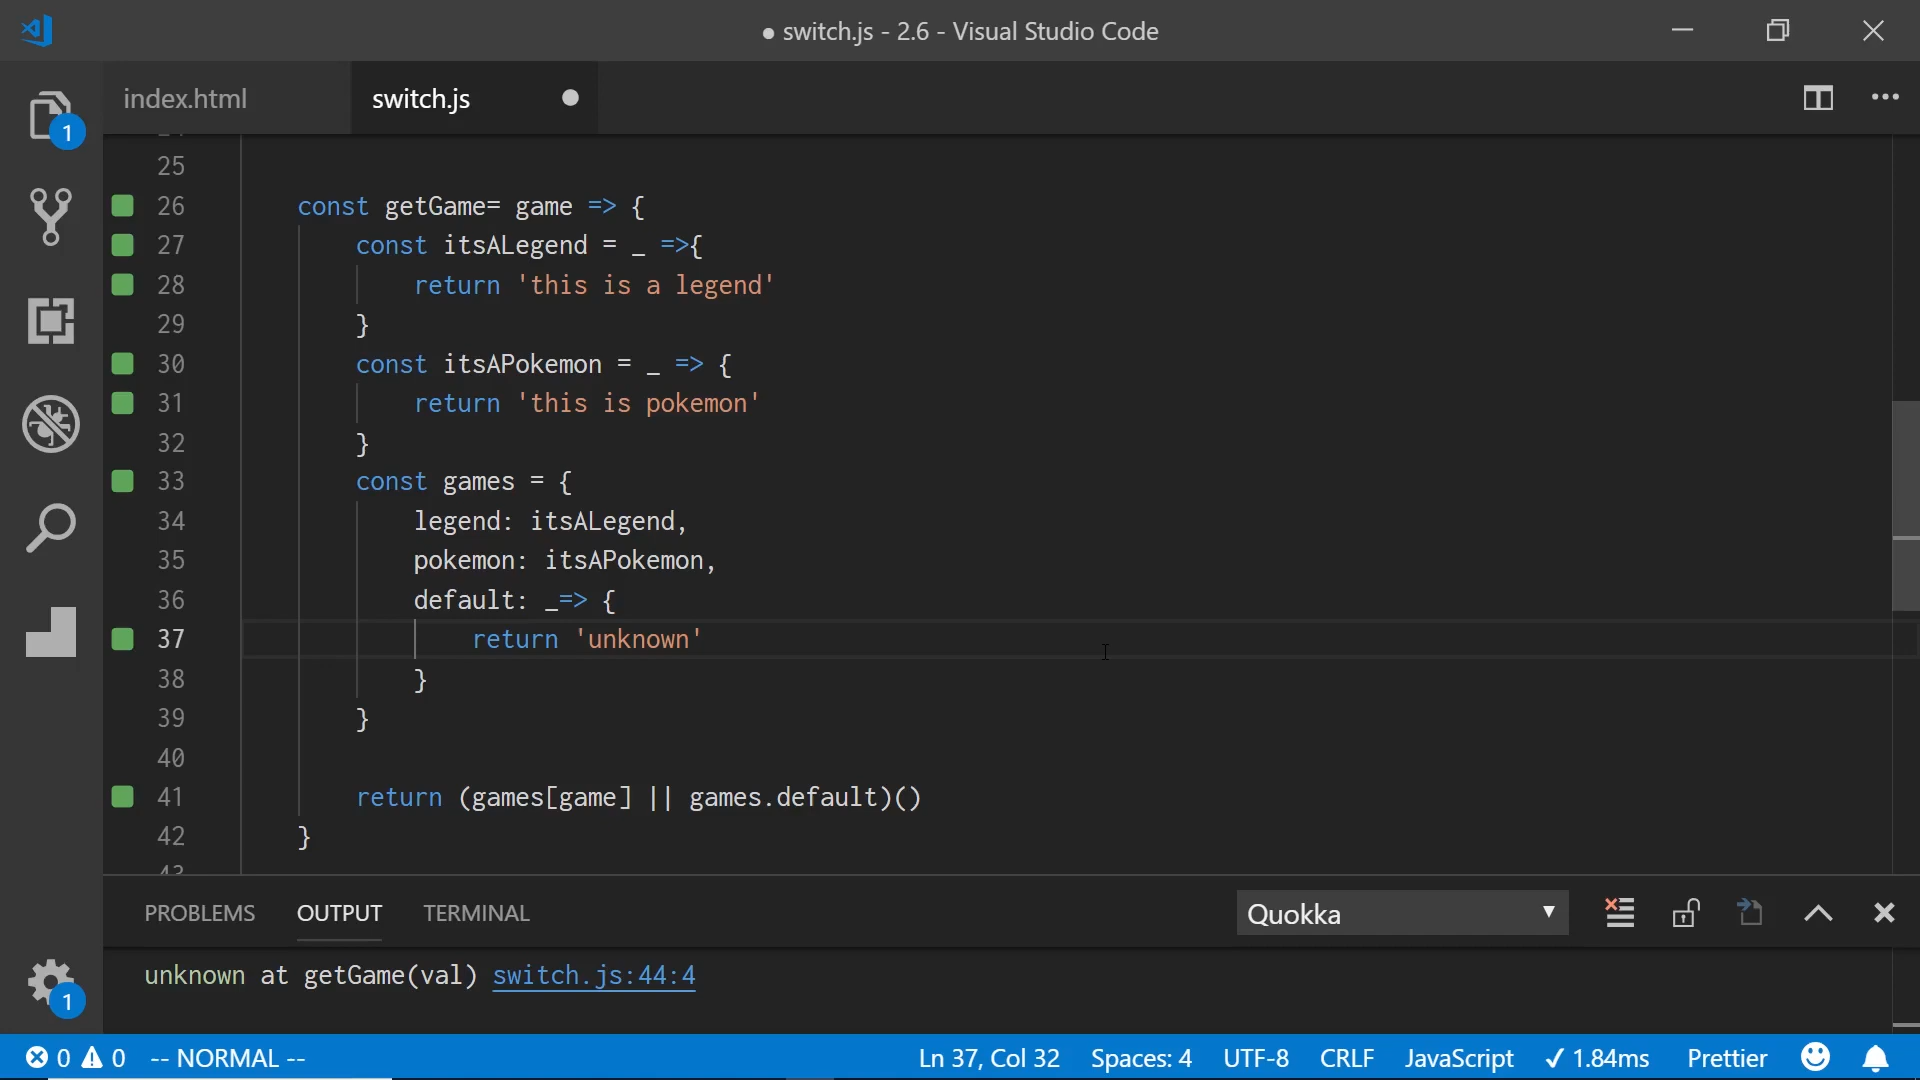 ● switch.js - 2.6 - Visual Studio Code
index.html
switch.js
1
25
26 const getGame= game => {
27 const itsALegend = _ =>{
28 return 'this is a legend'
29 }
30 const itsAPokemon = _ => {
31 return 'this is pokemon'
32 }
33 const games = {
34 legend: itsALegend,
35 pokemon: itsAPokemon,
36 default: _=> {
37 return 'unknown'
38 }
39 }
40
41 return (games[game] || games.default)()
42 }
PROBLEMS OUTPUT TERMINAL Quokka
unknown at getGame(val) switch.js:44:4
1
0 0 -- NORMAL -- Ln 37, Col 32 Spaces: 4 UTF-8 CRLF JavaScript ✓ 1.84ms Prettier